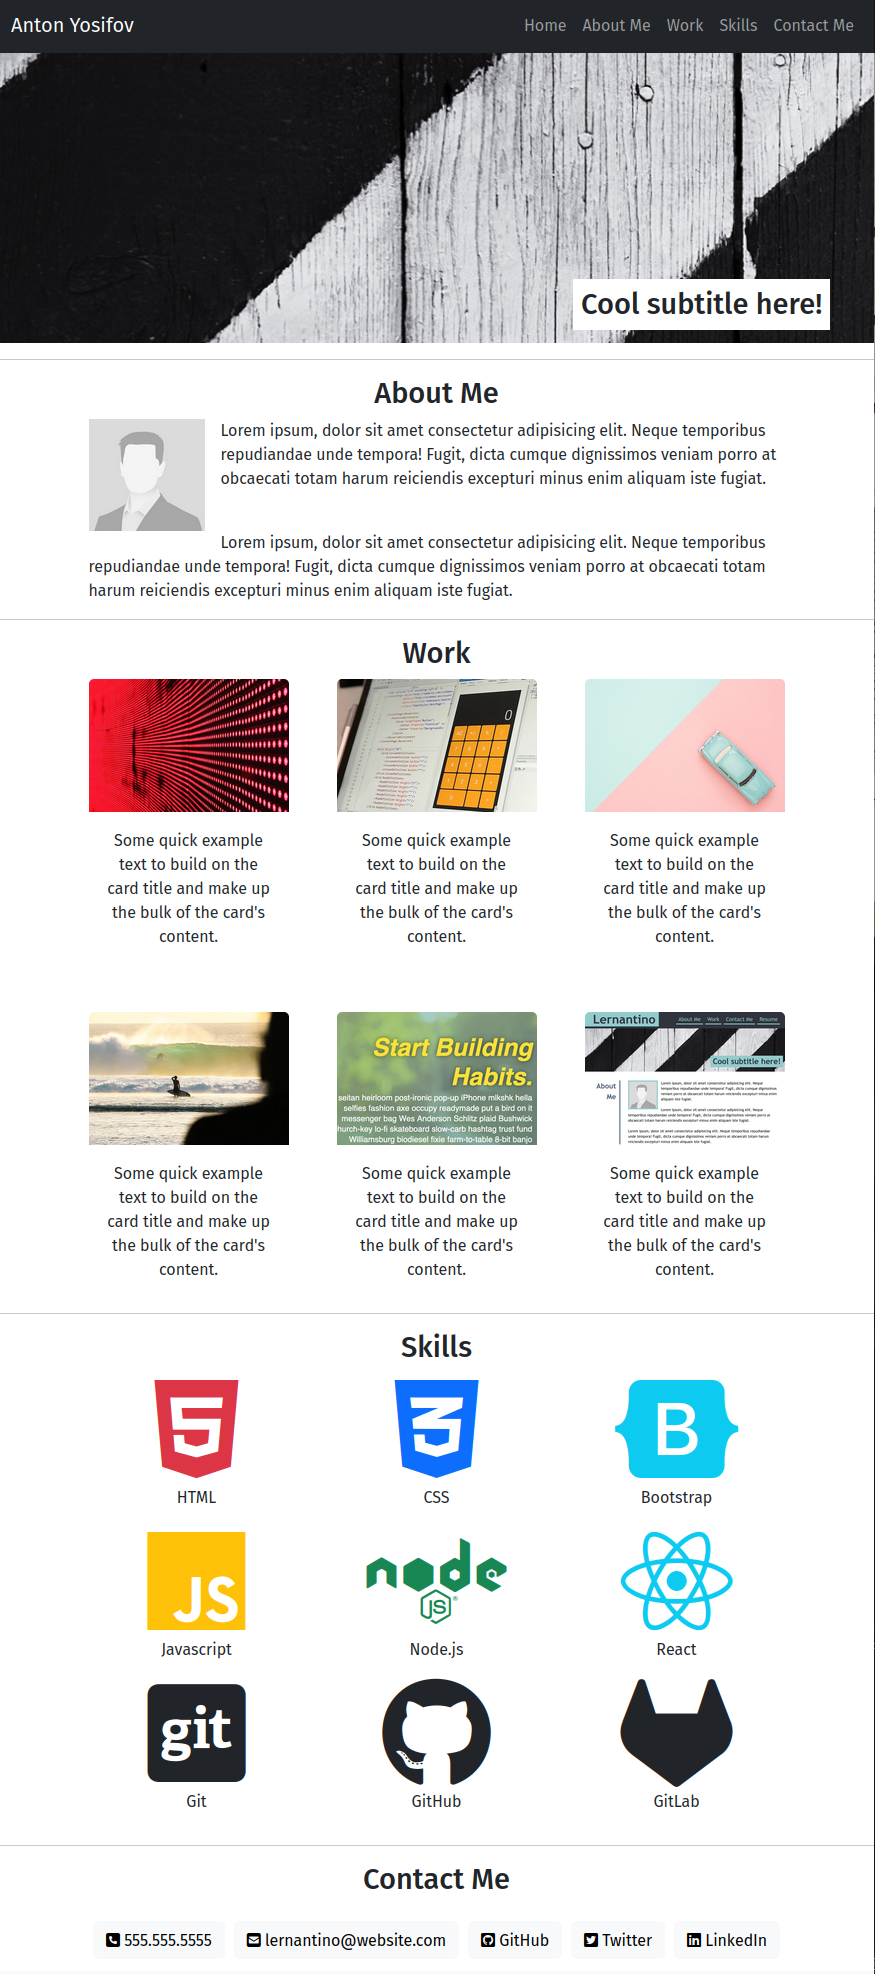 Anton Yosifov
Home About Me Work Skills Contact Me
Cool subtitle here!
About Me
Lorem ipsum, dolor sit amet consectetur adipisicing elit. Neque temporibus
repudiandae unde tempora! Fugit, dicta cumque dignissimos veniam porro at
obcaecati totam harum reiciendis excepturi minus enim aliquam iste fugiat.
Lorem ipsum, dolor sit amet consectetur adipisicing elit. Neque temporibus
repudiandae unde tempora! Fugit, dicta cumque dignissimos veniam porro at obcaecati totam
harum reiciendis excepturi minus enim aliquam iste fugiat.
Work
0
Some quick example
text to build on the
card title and make up
the bulk of the card's
content.
Some quick example
text to build on the
card title and make up
the bulk of the card's
content.
Some quick example
text to build on the
card title and make up
the bulk of the card's
content.
Start Building
Habits.
seitan heirloom post-ironic pop-up iPhone mlkshk hella
selfies fashion axe occupy readymade put a bird on it
messenger bag Wes Anderson Schlitz plaid Bushwick
hurch-key lo-fi skateboard slow-carb hashtag trust fund
Williamsburg biodiesel fixie farm-to-table 8-bit banjo
Lernantino
About Me Work Contact Me Resume
Cool subtitle here!
About
Me
Some quick example
text to build on the
card title and make up
the bulk of the card's
content.
Some quick example
text to build on the
card title and make up
the bulk of the card's
content.
Some quick example
text to build on the
card title and make up
the bulk of the card's
content.
Skills
5
3
B
HTML
CSS
Bootstrap
JS
node
JS
Javascript
Node.js
React
git
Git
GitHub
GitLab
Contact Me
555.555.5555
lernantino@website.com
GitHub
Twitter
LinkedIn